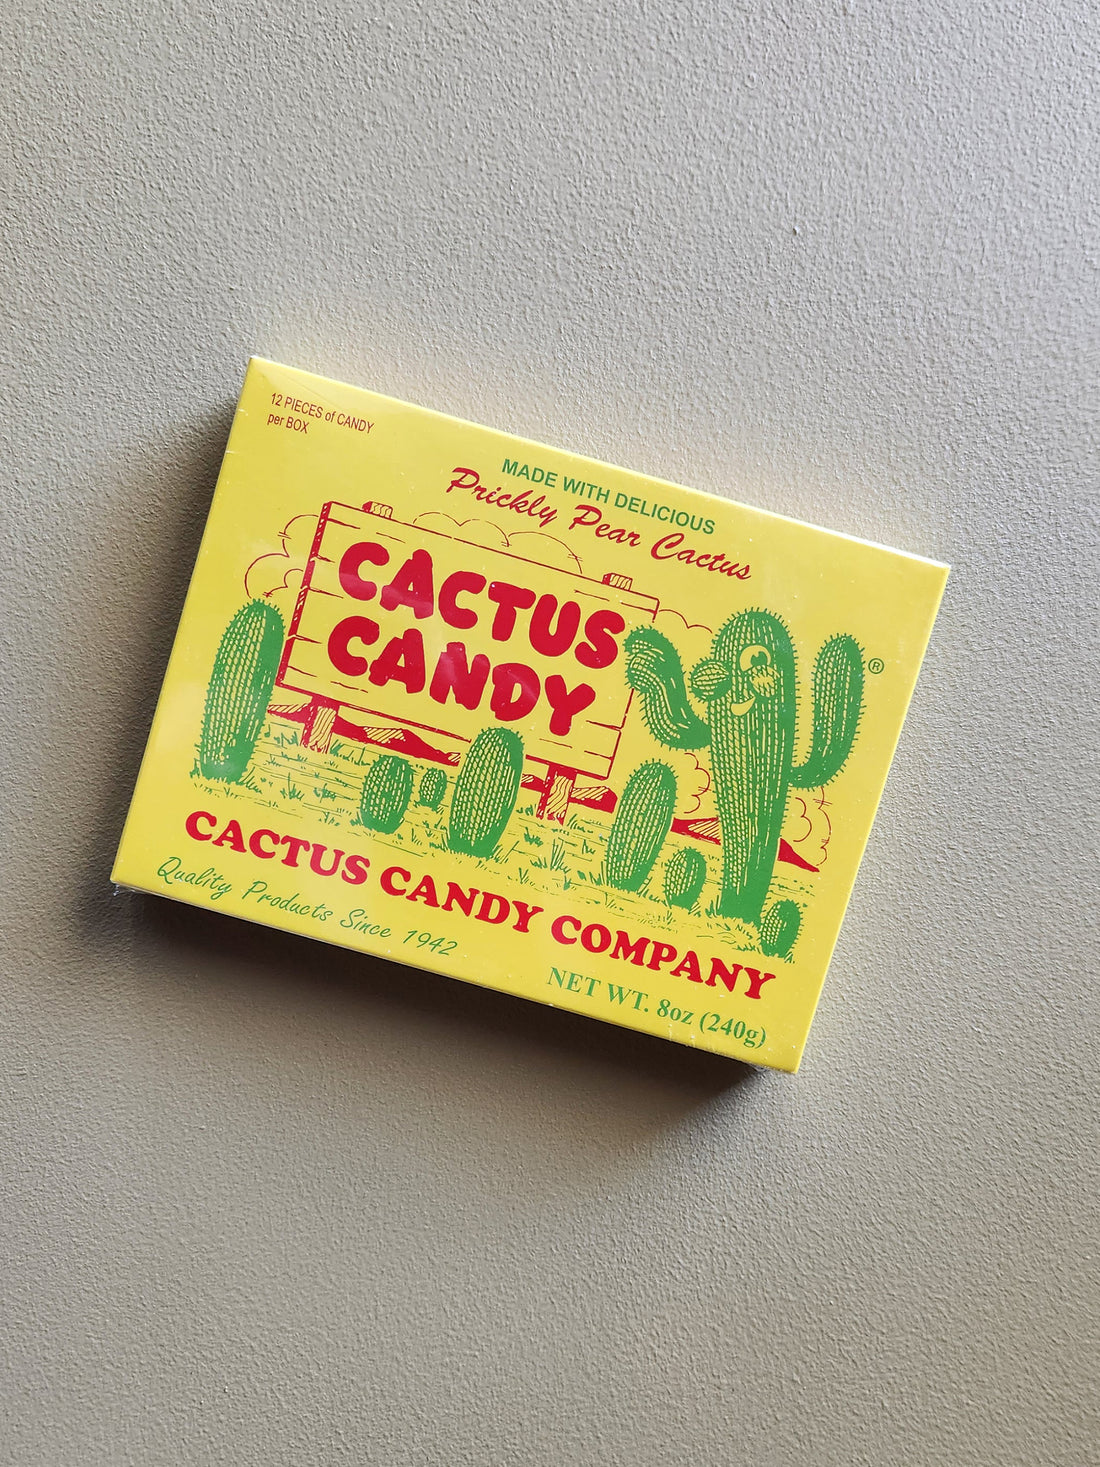 12 PIECES of CANDY
per BOX
MADE WITH DELICIOUS
Prickly Pear Cactus
CACTUS
CANDY
®
CACTUS CANDY COMPANY
Quality Products Since 1942
NET WT. 8oz (240g)